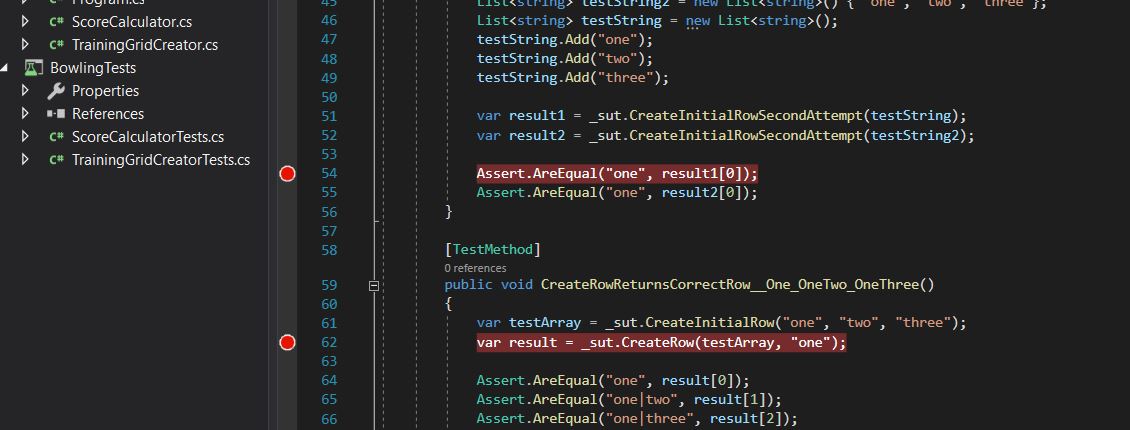 Program.cs
ScoreCalculator.cs
TrainingGridCreator.cs
BowlingTests
Properties
References
ScoreCalculatorTests.cs
TrainingGridCreatorTests.cs
45 List<string> testString2 = new List<string>() { "one", "two", "three"};
46 List<string> testString = new List<string>();
47 testString.Add("one");
48 testString.Add("two");
49 testString.Add("three");
50
51 var result1 = _sut.CreateInitialRowSecondAttempt(testString);
52 var result2 = _sut.CreateInitialRowSecondAttempt(testString2);
53
54 Assert.AreEqual("one", result1[0]);
55 Assert.AreEqual("one", result2[0]);
56 }
57
58 [TestMethod]
0 references
59 public void CreateRowReturnsCorrectRow__One_OneTwo_OneThree()
60 {
61 var testArray = _sut.CreateInitialRow("one", "two", "three");
62 var result = _sut.CreateRow(testArray, "one");
63
64 Assert.AreEqual("one", result[0]);
65 Assert.AreEqual("one|two", result[1]);
66 Assert.AreEqual("one|three", result[2]);